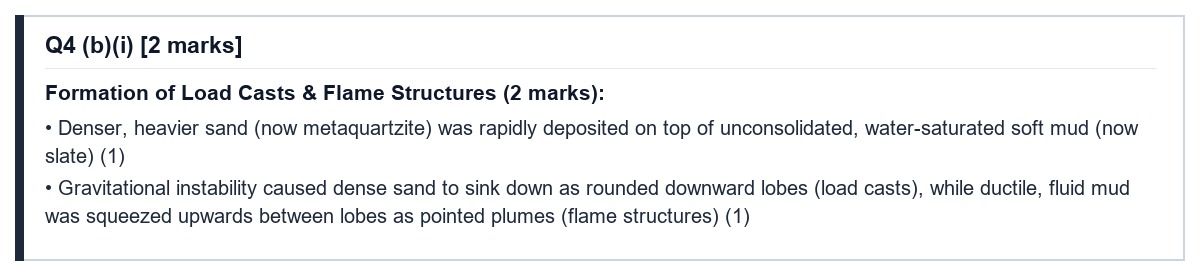 Q4 (b)(i) [2 marks]
Formation of Load Casts & Flame Structures (2 marks):
• Denser, heavier sand (now metaquartzite) was rapidly deposited on top of unconsolidated, water-saturated soft mud (now
slate) (1)
• Gravitational instability caused dense sand to sink down as rounded downward lobes (load casts), while ductile, fluid mud
was squeezed upwards between lobes as pointed plumes (flame structures) (1)